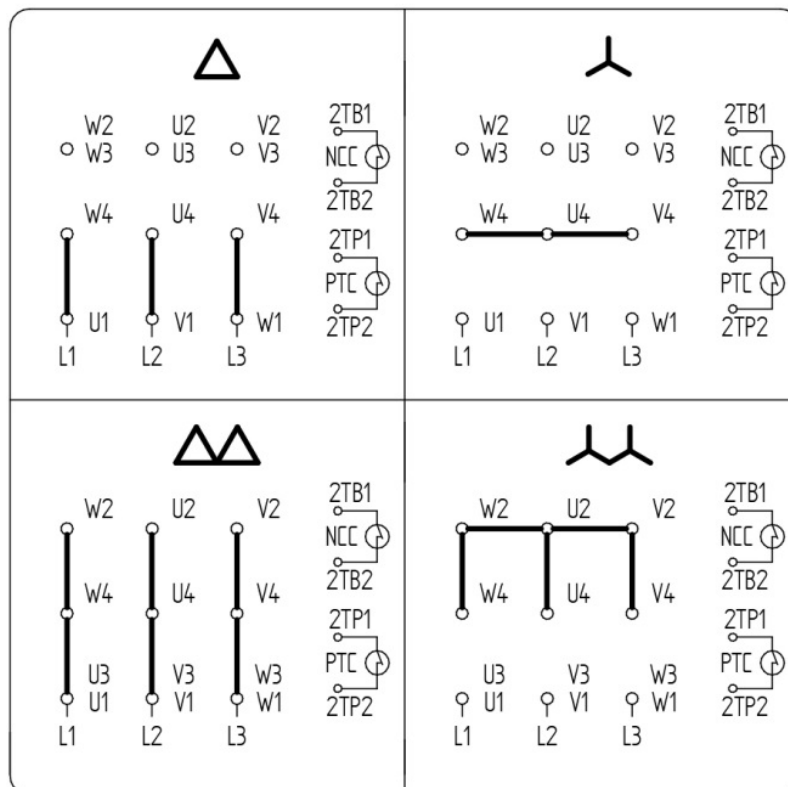 W2 U2 V2 2TB1
W3 U3 V3 NCC
2TB2
W4 U4 V4
2TP1
PTC
U1 V1 W1 2TP2
L1 L2 L3
W2 U2 V2 2TB1
W3 U3 V3 NCC
2TB2
W4 U4 V4
2TP1
PTC
U1 V1 W1 2TP2
L1 L2 L3
2TB1
W2 U2 V2
NCC
2TB2
W4 U4 V4
2TP1
PTC
U3 V3 W3
U1 V1 W1 2TP2
L1 L2 L3
2TB1
W2 U2 V2
NCC
2TB2
W4 U4 V4
2TP1
PTC
U3 V3 W3
U1 V1 W1 2TP2
L1 L2 L3